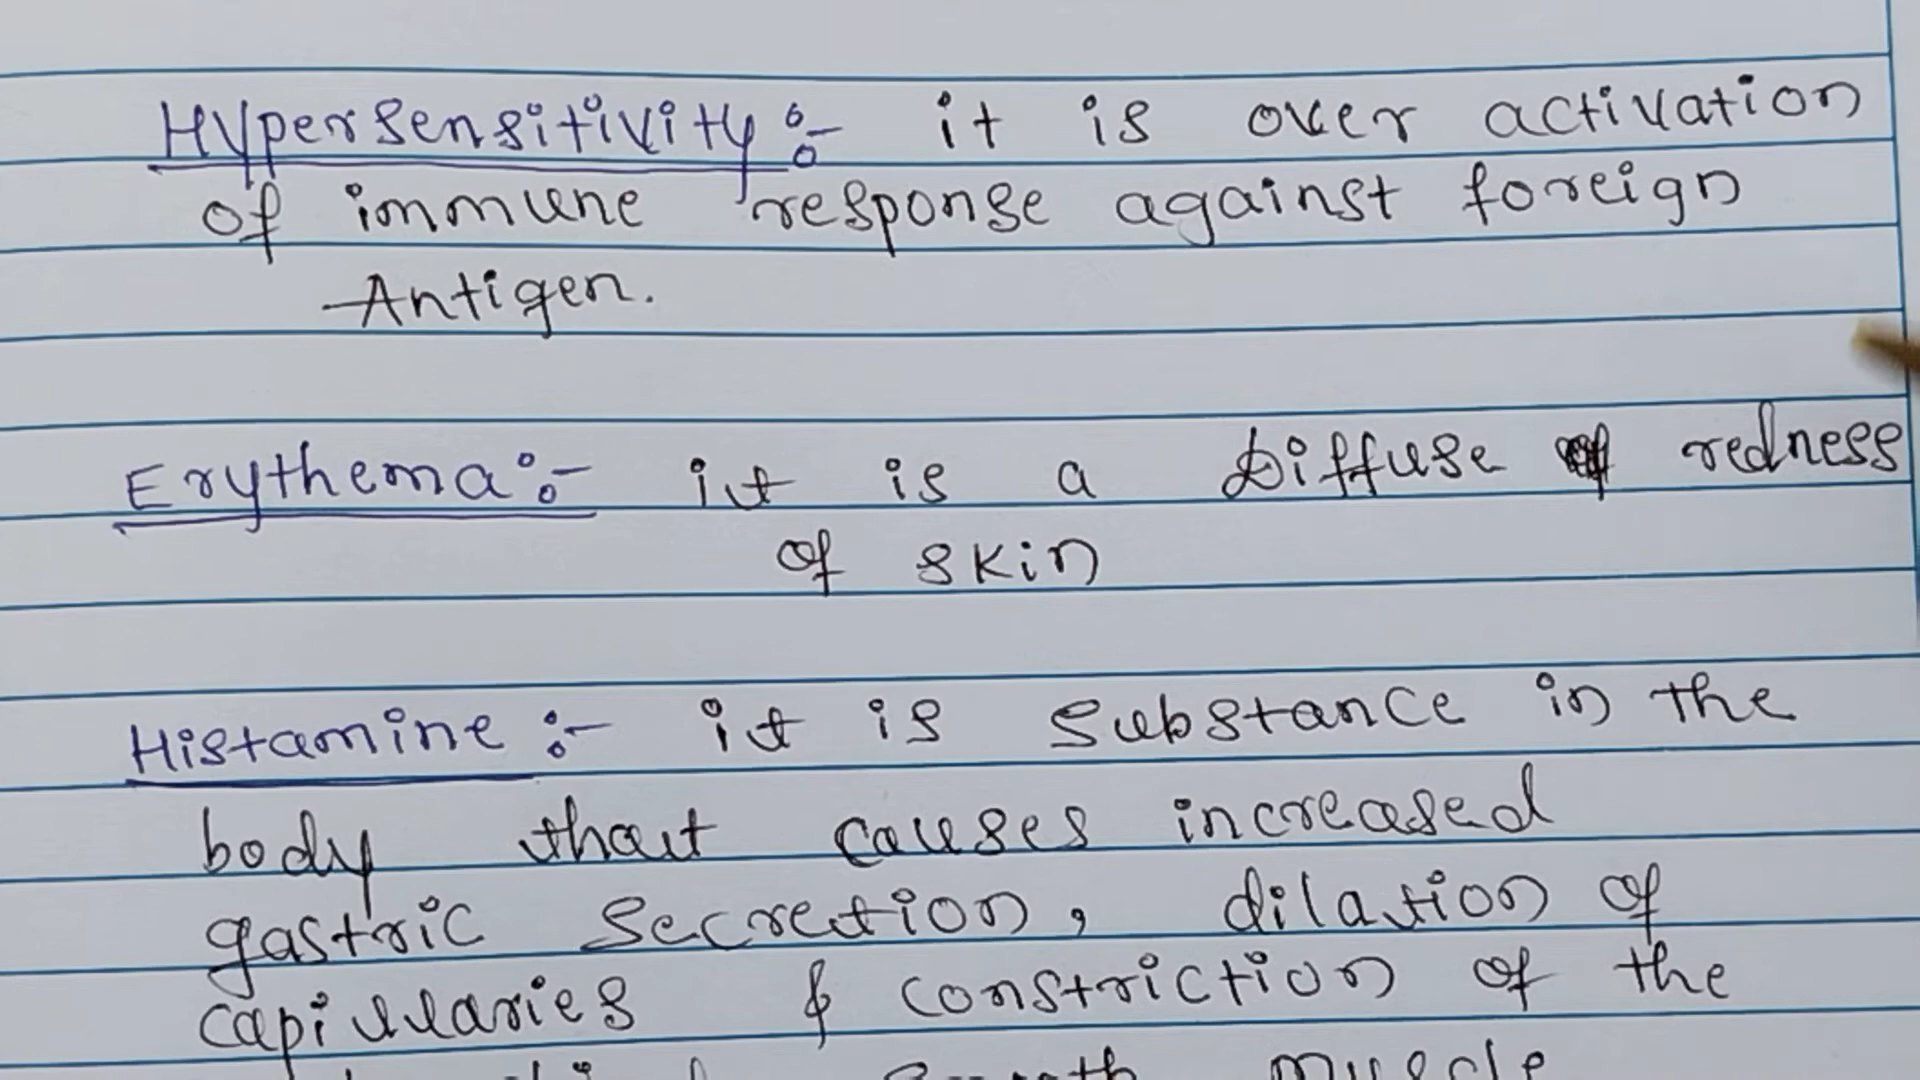 Hypersensitivity :- it is over activation
of immune response against foreign
Antigen.
Erythema :- it is a Diffuse redness
of skin
Histamine :- it is substance in the
body that causes increased
gastric secretion, dilation of
capillaries & constriction of the
muscle